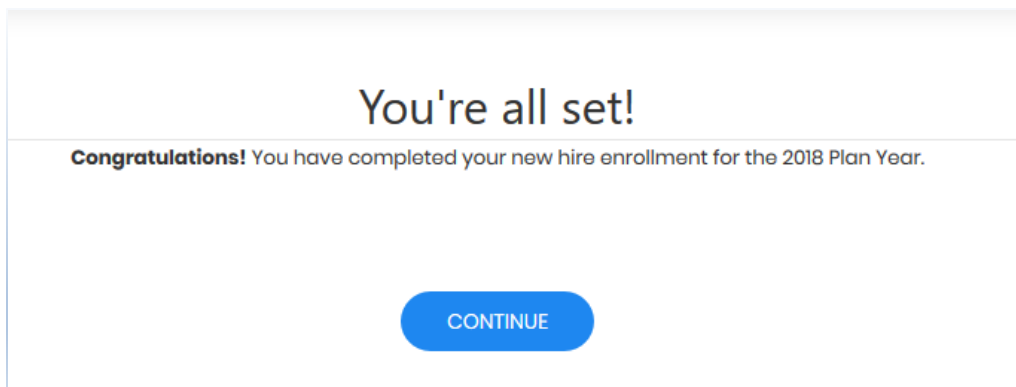 You're all set!
Congratulations! You have completed your new hire enrollment for the 2018 Plan Year.
CONTINUE